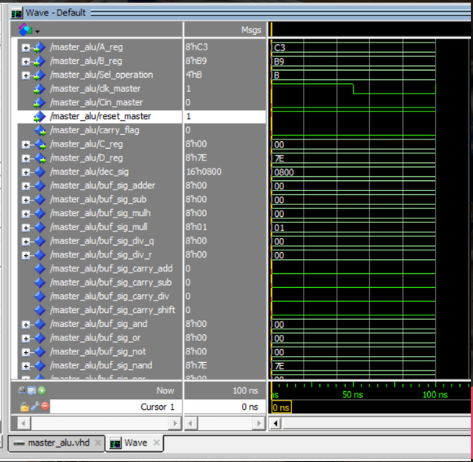 Wave - Default
Msgs
/master_alu/A_reg 8'hC3 C3
/master_alu/B_reg 8'hB9 B9
/master_alu/Sel_operation 4'hB B
/master_alu/clk_master 1
/master_alu/Cin_master 0
/master_alu/reset_master 1
/master_alu/carry_flag 0
/master_alu/C_reg 8'h00 00
/master_alu/D_reg 8'h7E 7E
/master_alu/dec_sig 16'h0800 0800
/master_alu/buf_sig_adder 8'h00 00
/master_alu/buf_sig_sub 8'h00 00
/master_alu/buf_sig_mulh 8'h00 00
/master_alu/buf_sig_mull 8'h01 01
/master_alu/buf_sig_div_q 8'h00 00
/master_alu/buf_sig_div_r 8'h00 00
/master_alu/buf_sig_carry_add 0
/master_alu/buf_sig_carry_sub 0
/master_alu/buf_sig_carry_div 0
/master_alu/buf_sig_carry_shift 0
/master_alu/buf_sig_and 8'h00 00
/master_alu/buf_sig_or 8'h00 00
/master_alu/buf_sig_not 8'h00 00
/master_alu/buf_sig_nand 8'h7E 7E
Now 100 ns ns 50 ns 100 ns
Cursor 1 0 ns 0 ns
master_alu.vhd Wave